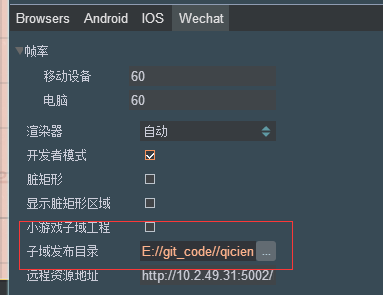 Browsers Android IOS Wechat
帧率
移动设备 60
电脑 60
渲染器 自动
开发者模式
脏矩形
显示脏矩形区域
小游戏子域工程
子域发布目录 E://git_code//qicien ...
远程资源地址 http://10.2.49.31:5002/